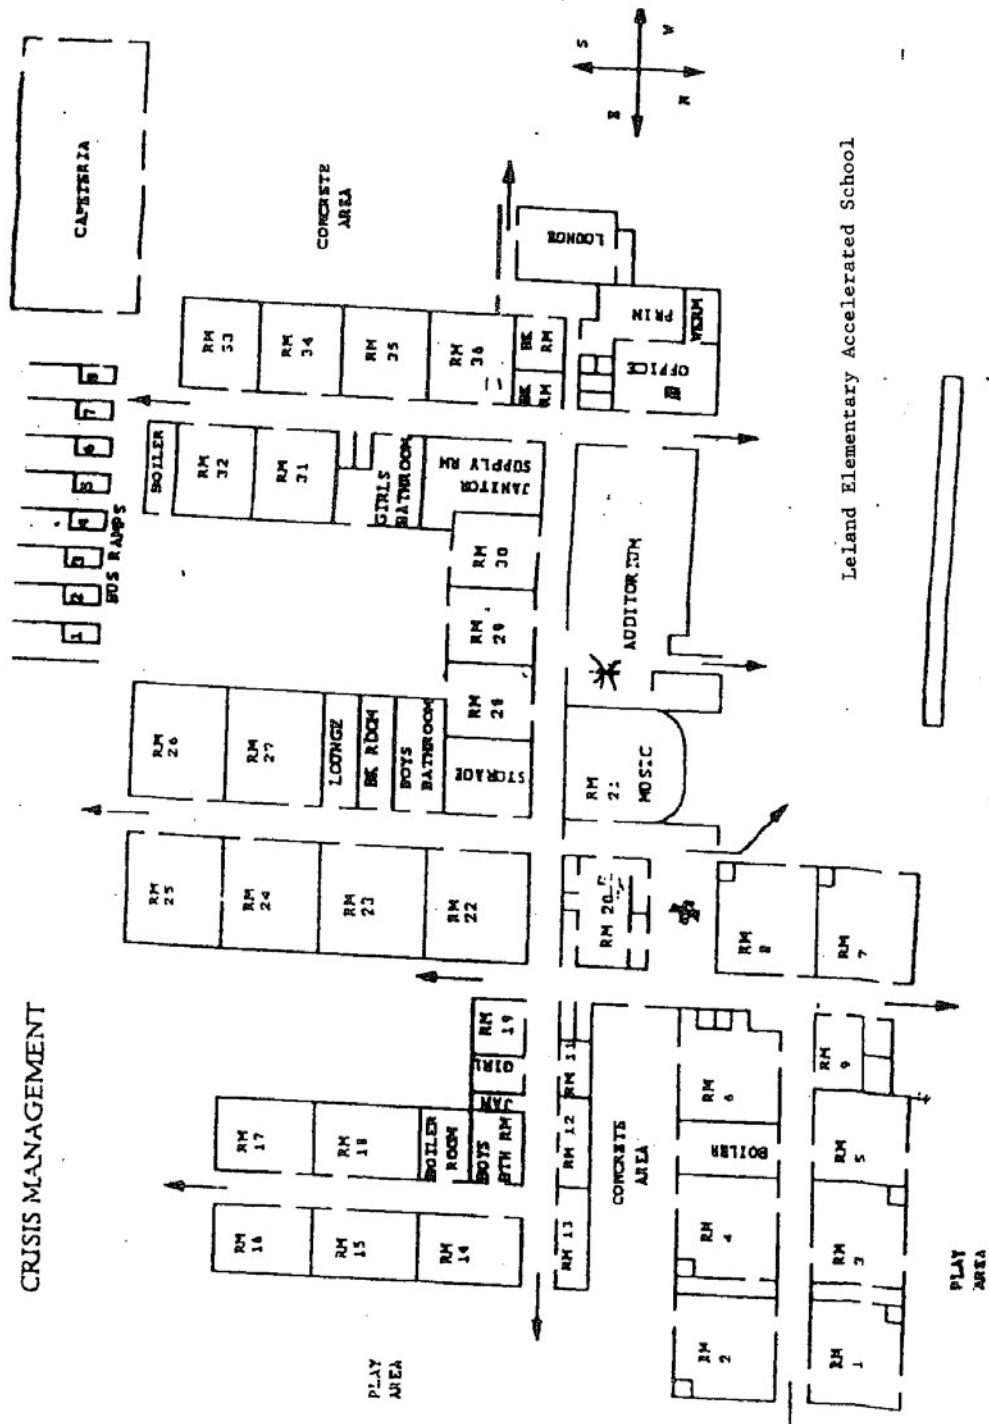 CRISIS MANAGEMENT
CAFETERIA
CONCRETE
AREA
S
W
E
N
BUS RAMPS
1
2
3
4
5
6
7
8
BOILER
RM
32
RM
31
GIRLS
BATHROOM
JANITOR
SUPPLY RM
RM
33
RM
34
RM
35
RM
36
BK
RM
BK
RM
LOUNGE
PRIN
WKRM
OFFICE
RM
30
RM
29
RM
28
STORAGE
AUDITORIUM
RM
26
RM
27
LOUNGE
BK ROOM
BOYS
BATHROOM
RM
21
MUSIC
RM
25
RM
24
RM
23
RM
22
RM 20
RM
8
RM
7
RM
19
GIRL
JAN
RM
17
RM
18
BOILER
ROOM
BOYS
BTH RM
RM 11
RM 12
RM 13
RM
16
RM
15
RM
14
CONCRETE
AREA
RM
6
BOILER
RM
4
RM
2
RM
9
RM
5
RM
3
RM
1
PLAY
AREA
PLAY
AREA
Leland Elementary Accelerated School